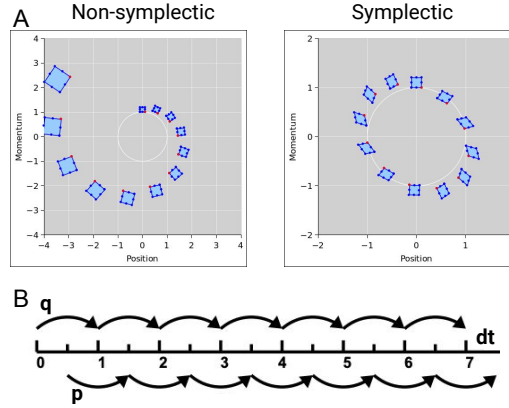 Non-symplectic
Symplectic
A
4
3
2
1
0
−1
−2
−3
−4
Momentum
−4 −3 −2 −1 0 1 2 3 4
Position
2
1
0
−1
−2
Momentum
−2 −1 0 1
Position
B
q
dt
0 1 2 3 4 5 6 7
p